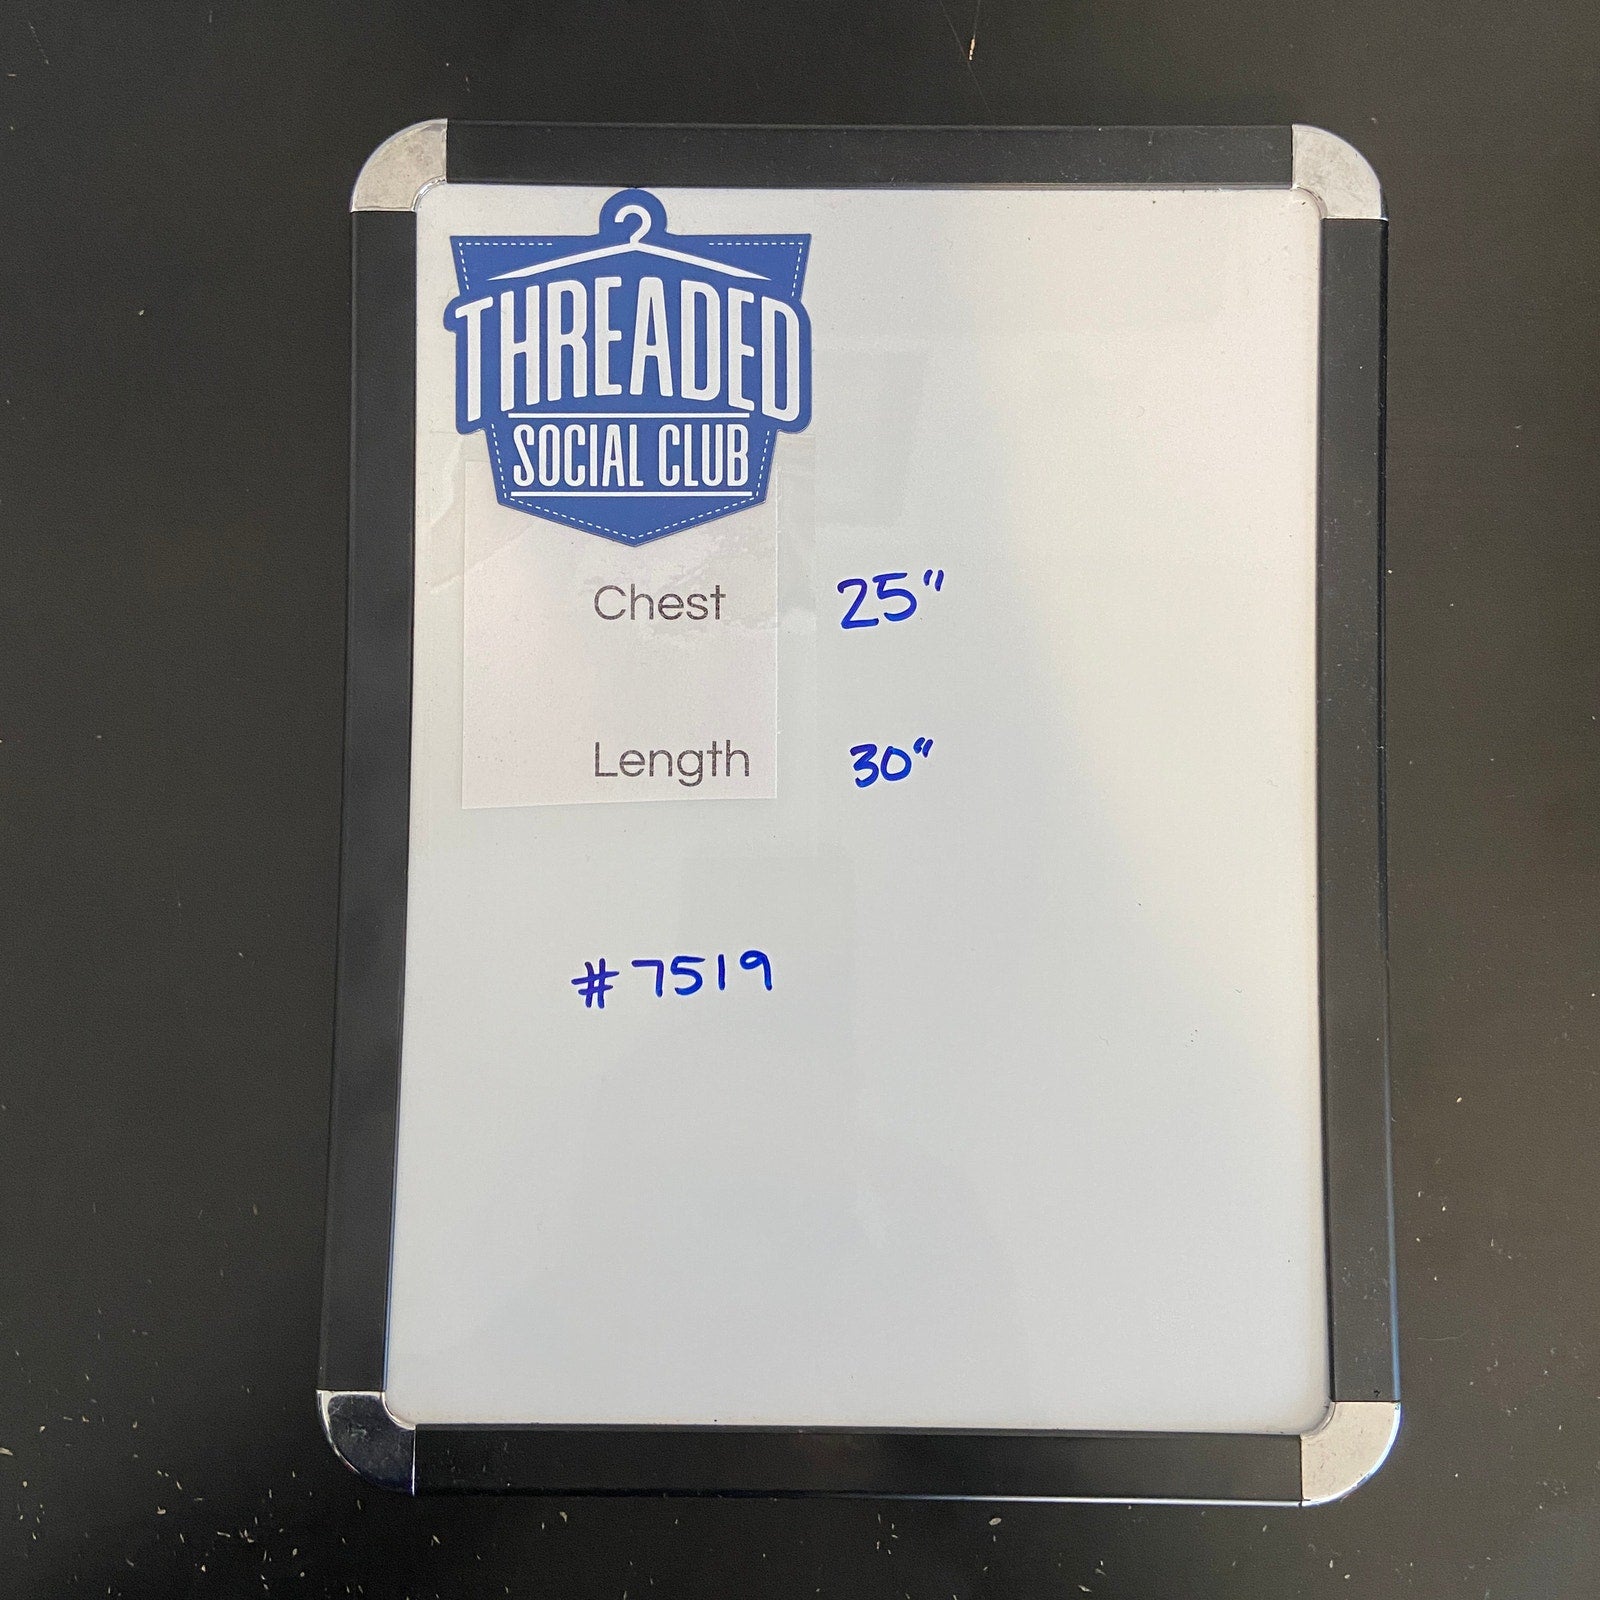 THREADED
SOCIAL CLUB
Chest 25"
Length 30"
#7519